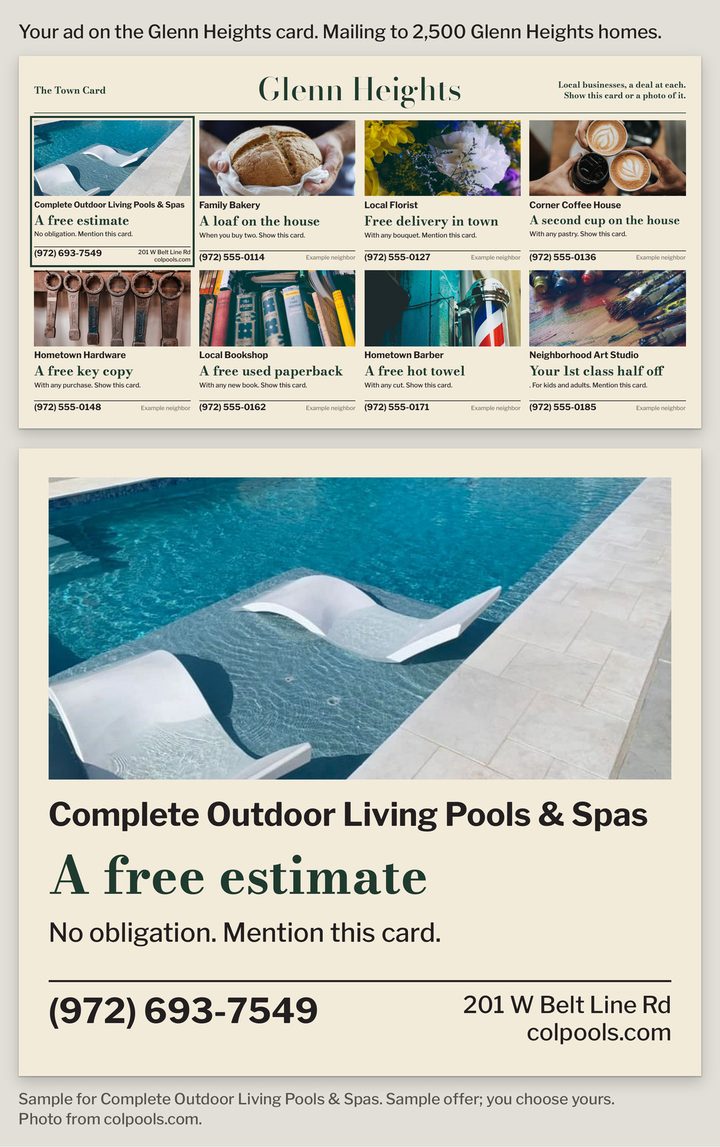 Your ad on the Glenn Heights card. Mailing to 2,500 Glenn Heights homes.
The Town Card
Glenn Heights
Local businesses, a deal at each.
Show this card or a photo of it.
Complete Outdoor Living Pools & Spas
A free estimate
No obligation. Mention this card.
(972) 693-7549
201 W Belt Line Rd
colpools.com
Family Bakery
A loaf on the house
When you buy two. Show this card.
(972) 555-0114
Example neighbor
Local Florist
Free delivery in town
With any bouquet. Mention this card.
(972) 555-0127
Example neighbor
Corner Coffee House
A second cup on the house
With any pastry. Show this card.
(972) 555-0136
Example neighbor
Hometown Hardware
A free key copy
With any purchase. Show this card.
(972) 555-0148
Example neighbor
Local Bookshop
A free used paperback
With any new book. Show this card.
(972) 555-0162
Example neighbor
Hometown Barber
A free hot towel
With any cut. Show this card.
(972) 555-0171
Example neighbor
Neighborhood Art Studio
Your 1st class half off
. For kids and adults. Mention this card.
(972) 555-0185
Example neighbor
Complete Outdoor Living Pools & Spas
A free estimate
No obligation. Mention this card.
(972) 693-7549
201 W Belt Line Rd
colpools.com
Sample for Complete Outdoor Living Pools & Spas. Sample offer; you choose yours.
Photo from colpools.com.